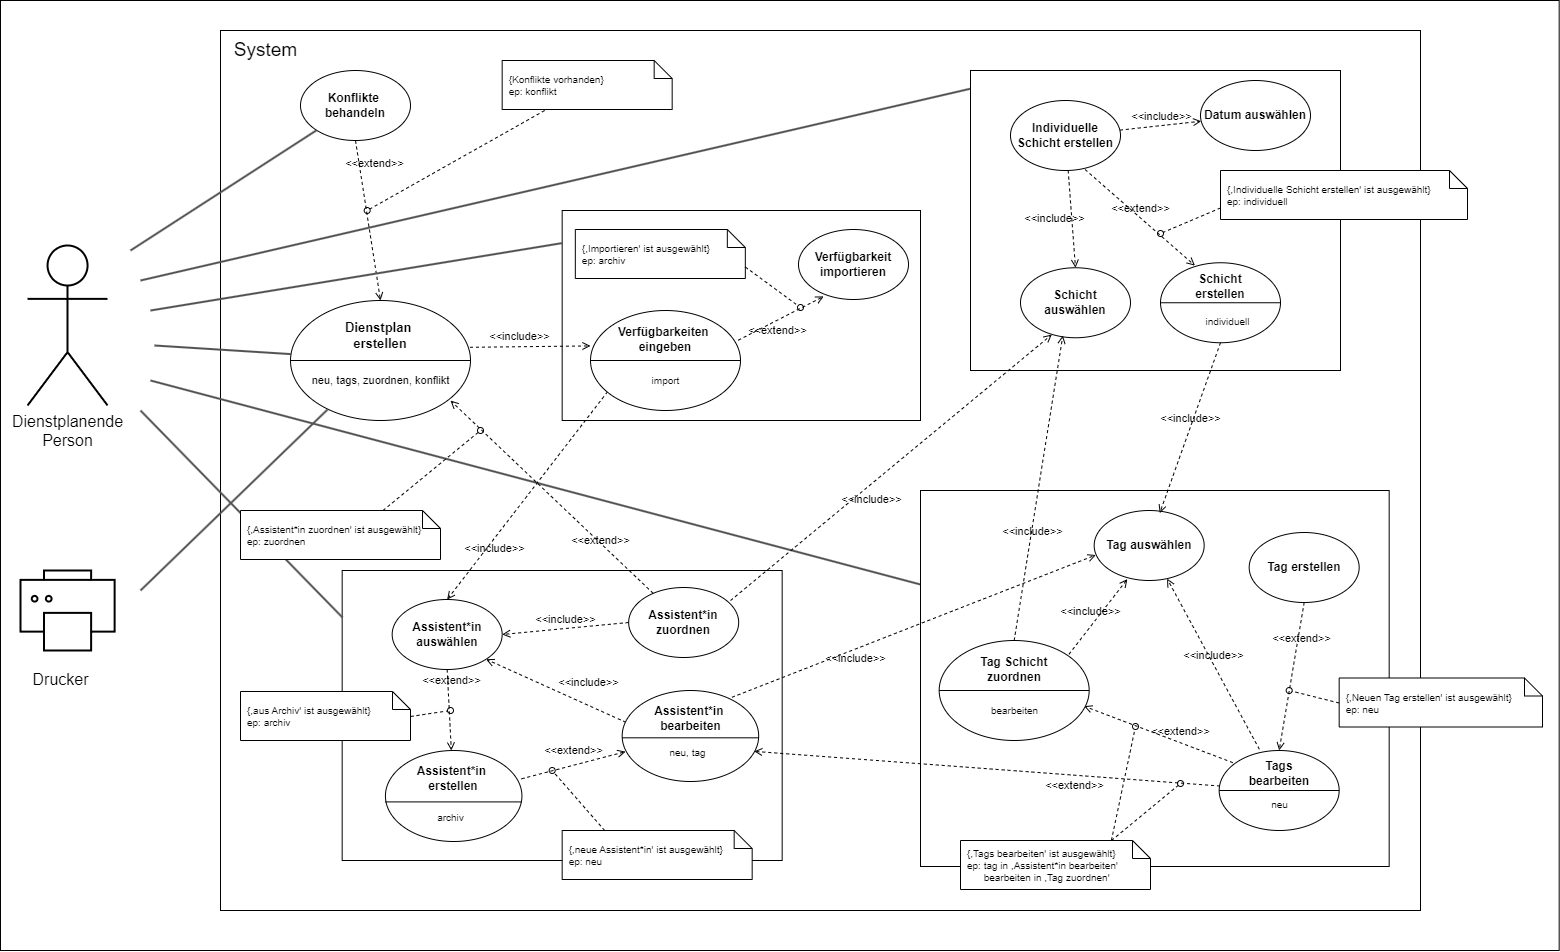 System
Konflikte
behandeln
{Konflikte vorhanden}
ep: konflikt
<<extend>>
Individuelle
Schicht erstellen
<<include>>
Datum auswählen
{‚Individuelle Schicht erstellen' ist ausgewählt}
ep: individuell
<<include>>
<<extend>>
Schicht
auswählen
Schicht
erstellen
individuell
{‚Importieren' ist ausgewählt}
ep: archiv
Verfügbarkeit
importieren
Verfügbarkeiten
eingeben
import
<<extend>>
Dienstplan
erstellen
neu, tags, zuordnen, konflikt
<<include>>
Dienstplanende
Person
Drucker
{‚Assistent*in zuordnen' ist ausgewählt}
ep: zuordnen
<<include>>
<<extend>>
<<include>>
<<include>>
<<include>>
Assistent*in
auswählen
<<include>>
Assistent*in
zuordnen
<<extend>>
<<include>>
{‚aus Archiv' ist ausgewählt}
ep: archiv
Assistent*in
bearbeiten
neu, tag
Assistent*in
erstellen
archiv
<<extend>>
{‚neue Assistent*in' ist ausgewählt}
ep: neu
<<include>>
Tag auswählen
Tag erstellen
<<include>>
<<include>>
<<extend>>
Tag Schicht
zuordnen
bearbeiten
{‚Neuen Tag erstellen' ist ausgewählt}
ep: neu
<<extend>>
<<extend>>
Tags
bearbeiten
neu
{‚Tags bearbeiten' ist ausgewählt}
ep: tag in ‚Assistent*in bearbeiten'
bearbeiten in ‚Tag zuordnen'